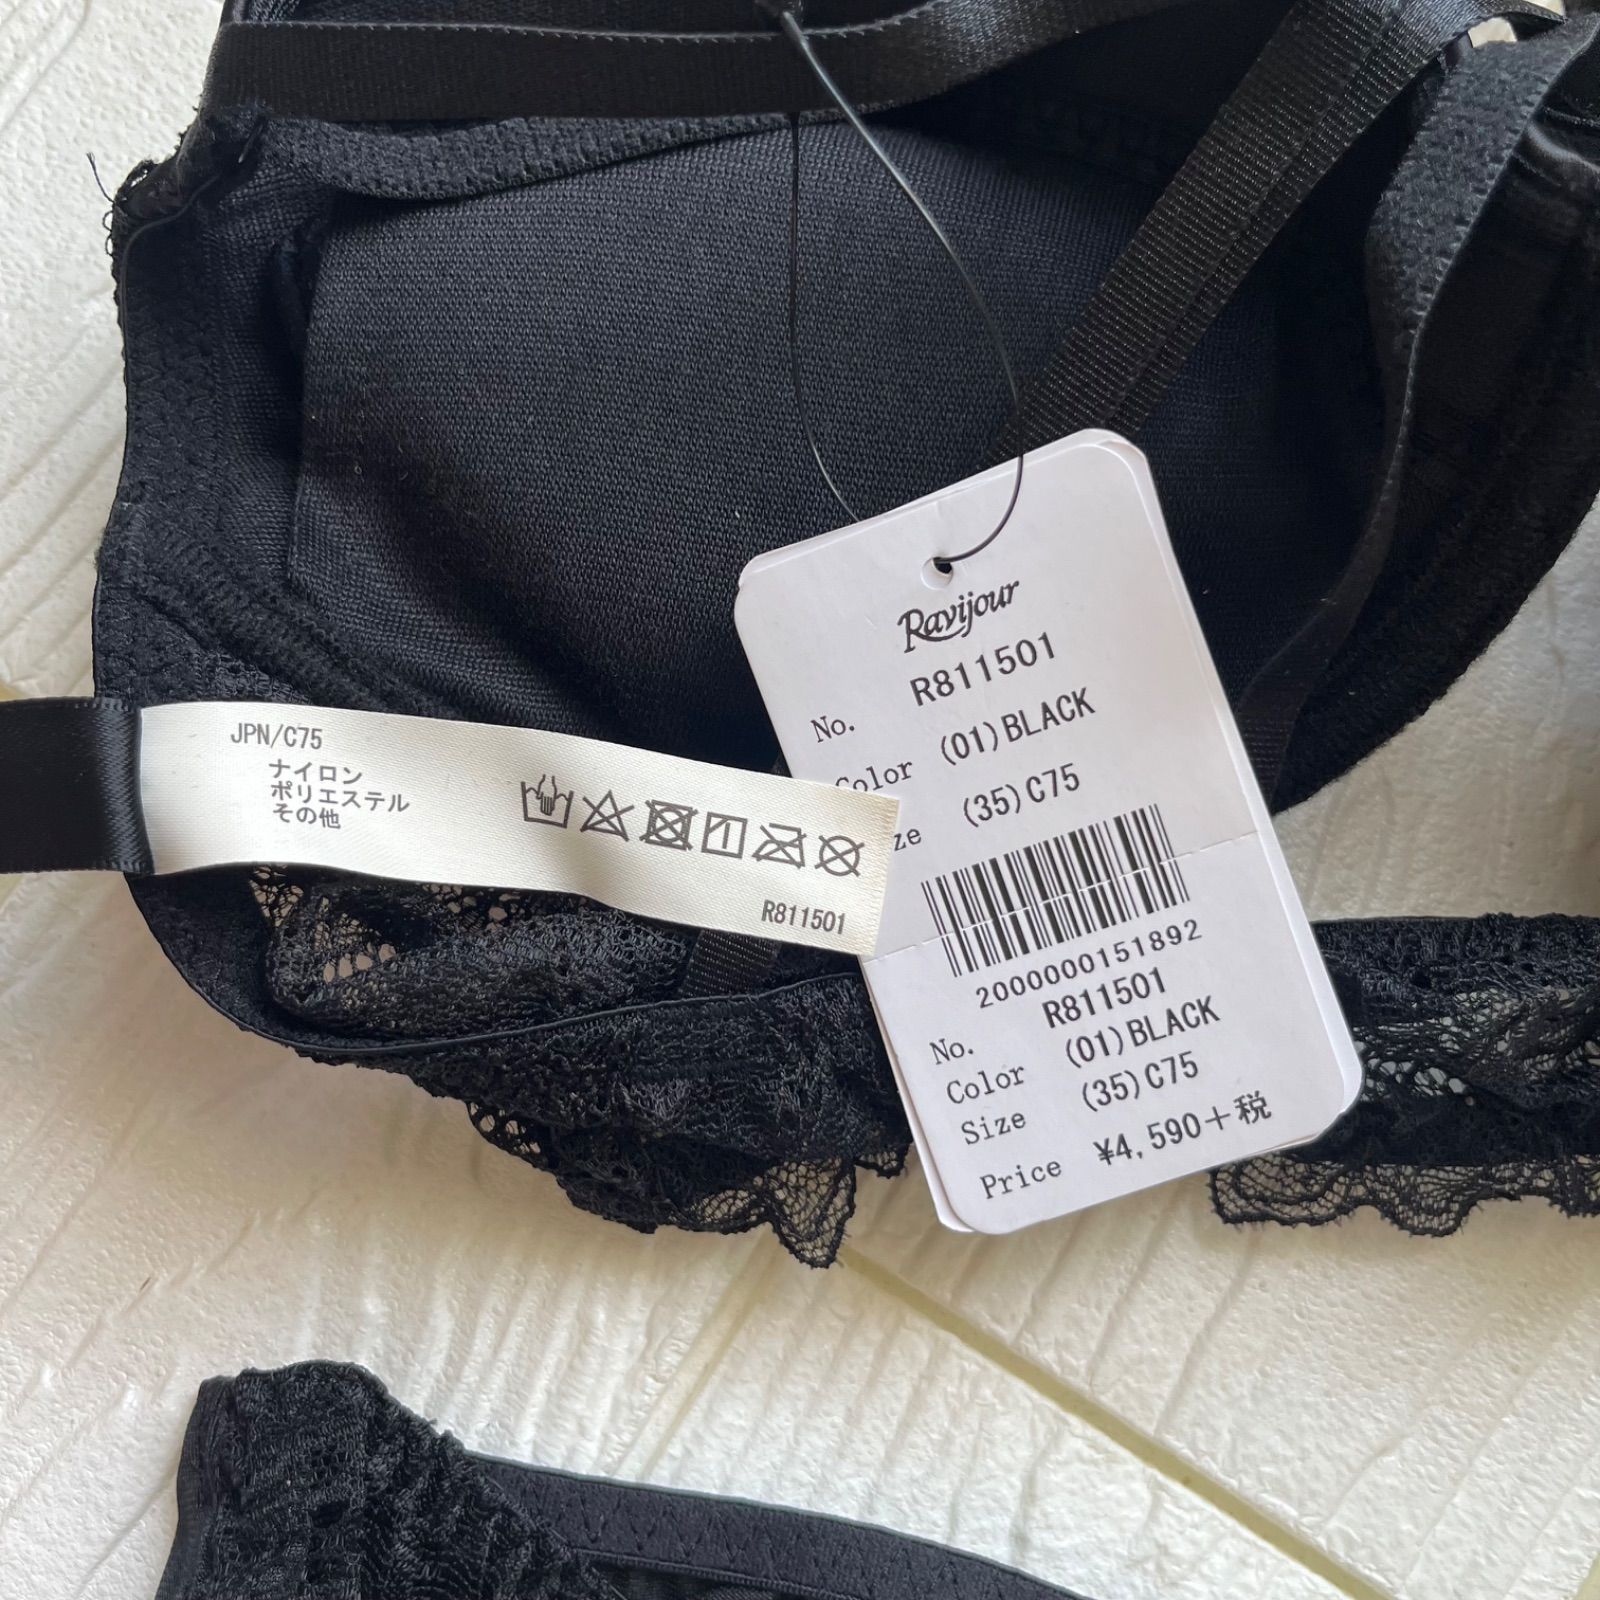 Ravijour
No. R811501
Color (01)BLACK
(35)C75
2000000151892
No. R811501
Color (01)BLACK
Size (35)C75
Price ¥4,590+税
JPN/C75
ナイロン
ポリエステル
その他
R811501